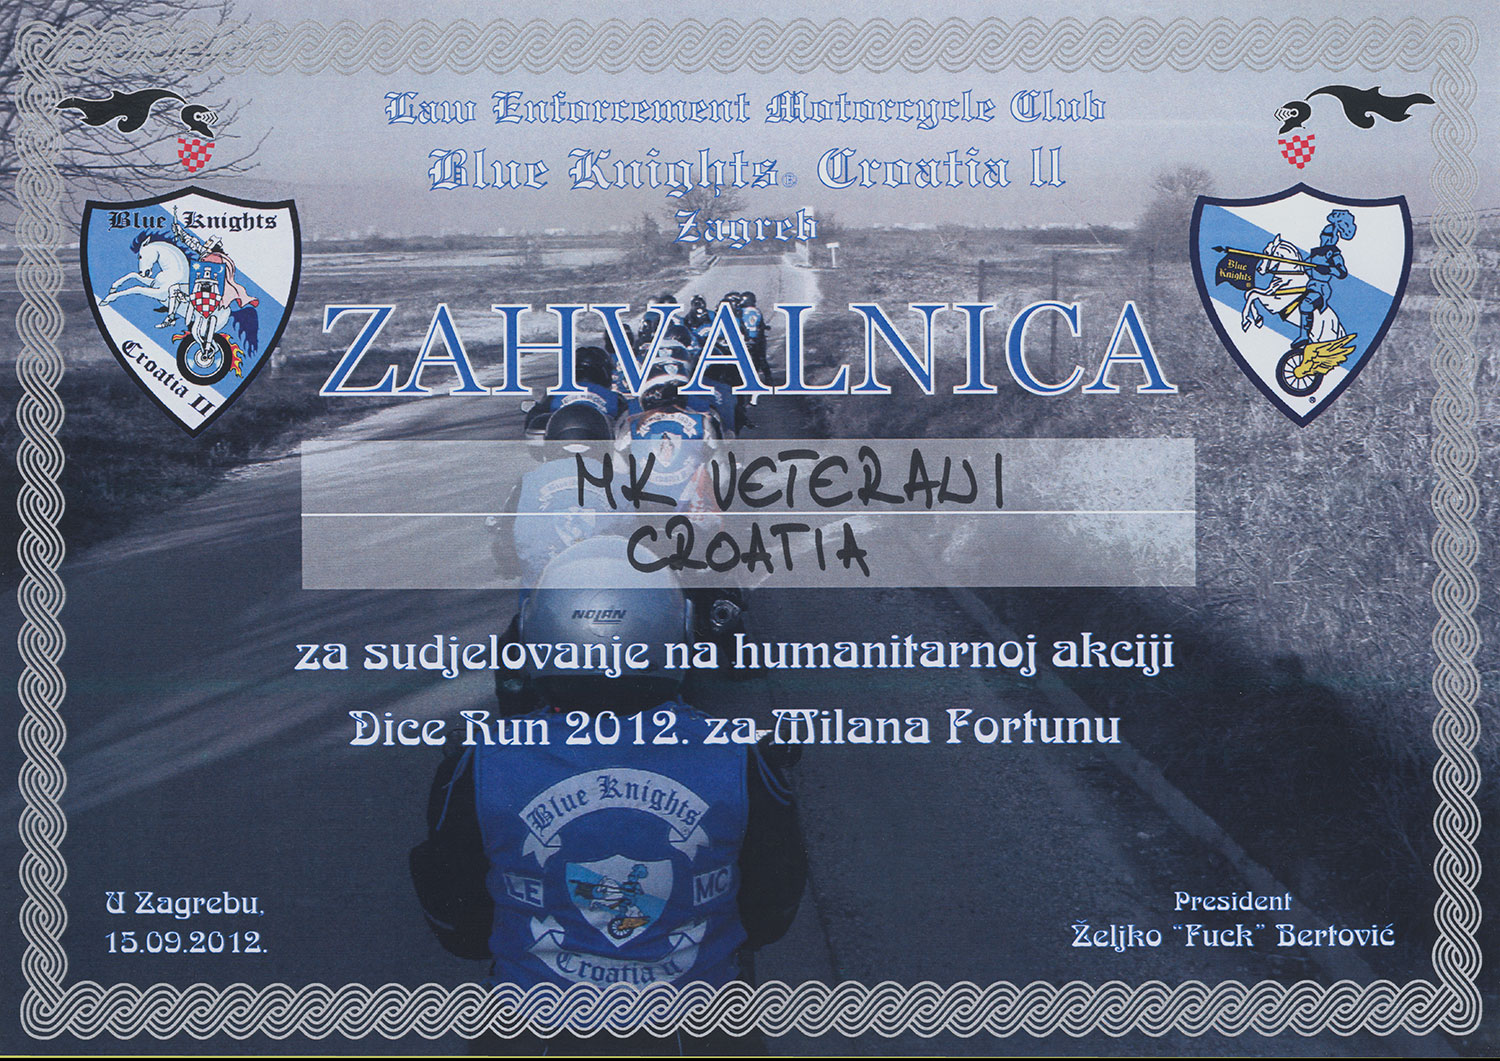 Law Enforcement Motorcycle Club
Blue Knights® Croatia II
Zagreb
Blue Knights
Croatia II
Blue
Knights
®
ZAHVALNICA
MK VETERANI
CROATIA
NOLAN
za sudjelovanje na humanitarnoj akciji
Dice Run 2012. za Milana Fortunu
Blue Knights
LE
MC
Croatia II
U Zagrebu,
15.09.2012.
President
Željko "Fuck" Bertović